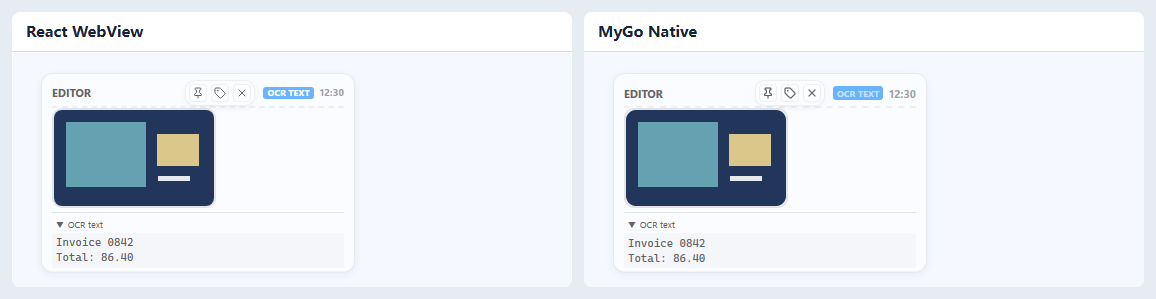 React WebView
EDITOR OCR TEXT 12:30
▼ OCR text
Invoice 0842
Total: 86.40
MyGo Native
EDITOR OCR TEXT 12:30
▼ OCR text
Invoice 0842
Total: 86.40